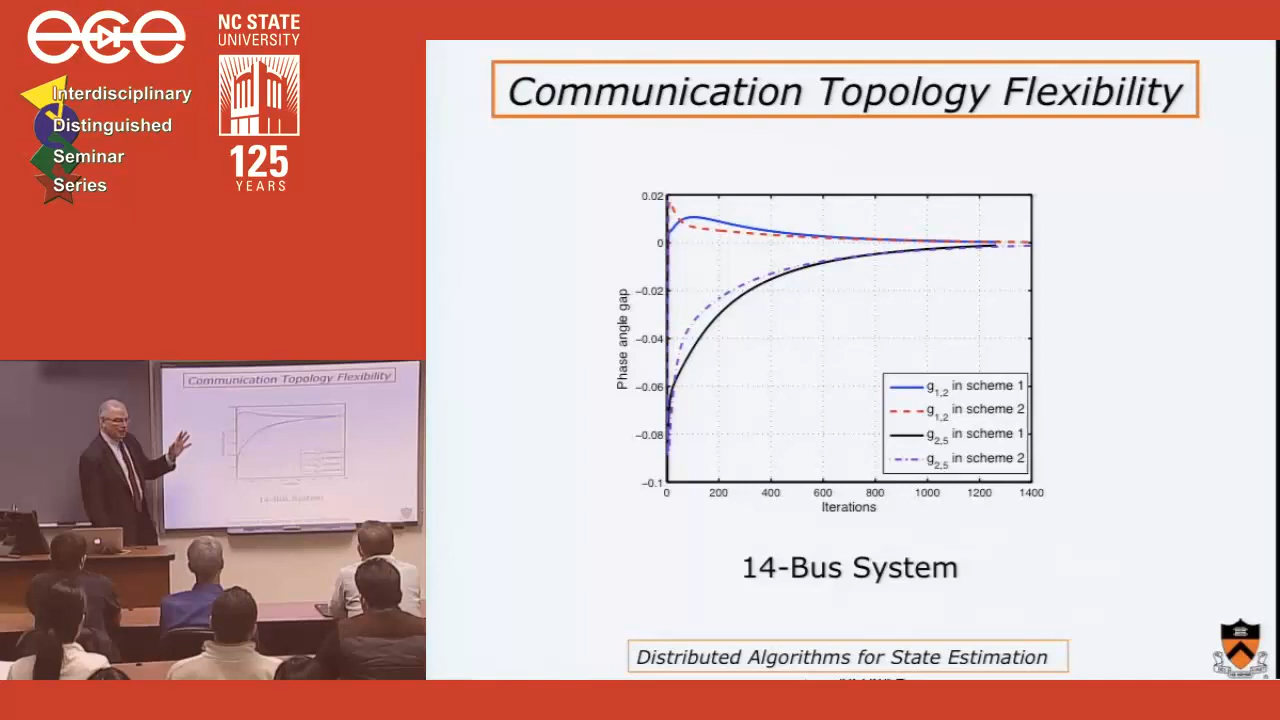 ece
NC STATE
UNIVERSITY
Interdisciplinary
Distinguished
Seminar
Series
125
YEARS
Communication Topology Flexibility
0.02
0
−0.02
−0.04
−0.06
−0.08
−0.1
Phase angle gap
g1,2 in scheme 1
g1,2 in scheme 2
g2,5 in scheme 1
g2,5 in scheme 2
0 200 400 600 800 1000 1200 1400
Iterations
14-Bus System
Distributed Algorithms for State Estimation
Communication Topology Flexibility
14-Bus System